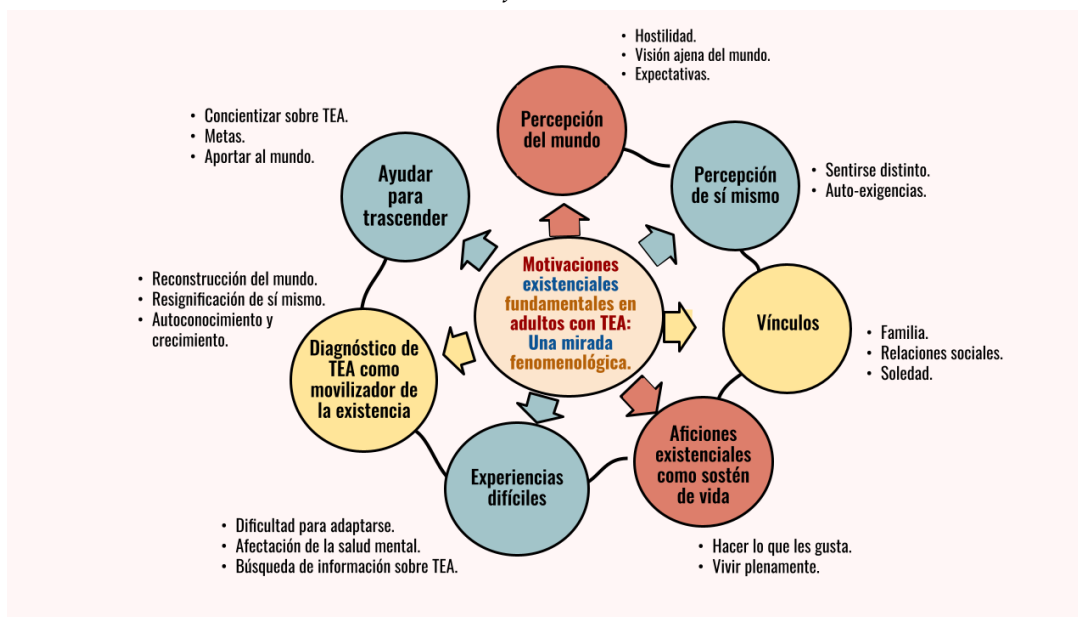 • Hostilidad.
• Visión ajena del mundo.
• Expectativas.
Percepción
del mundo
Percepción
de sí mismo
• Sentirse distinto.
• Auto-exigencias.
Vínculos
• Familia.
• Relaciones sociales.
• Soledad.
Aficiones
existenciales
como sostén
de vida
• Hacer lo que les gusta.
• Vivir plenamente.
Experiencias
difíciles
• Dificultad para adaptarse.
• Afectación de la salud mental.
• Búsqueda de información sobre TEA.
Diagnóstico de
TEA como
movilizador de
la existencia
• Reconstrucción del mundo.
• Resignificación de sí mismo.
• Autoconocimiento y
crecimiento.
Ayudar
para
trascender
• Concientizar sobre TEA.
• Metas.
• Aportar al mundo.
Motivaciones
existenciales
fundamentales en
adultos con TEA:
Una mirada
fenomenológica.